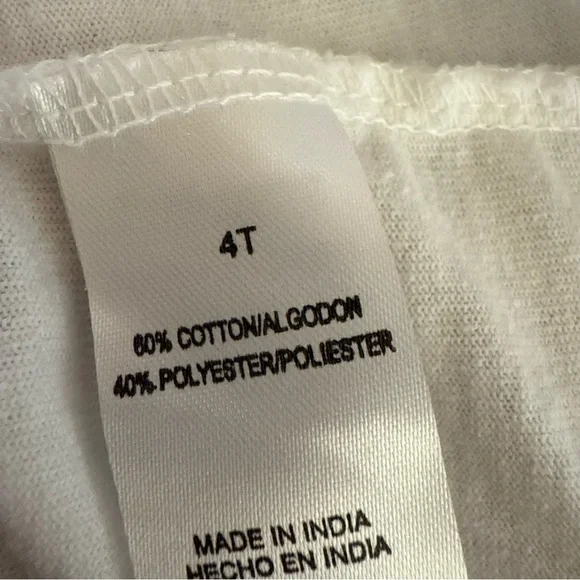 4T
60% COTTON/ALGODON
40% POLYESTER/POLIESTER
MADE IN INDIA
HECHO EN INDIA